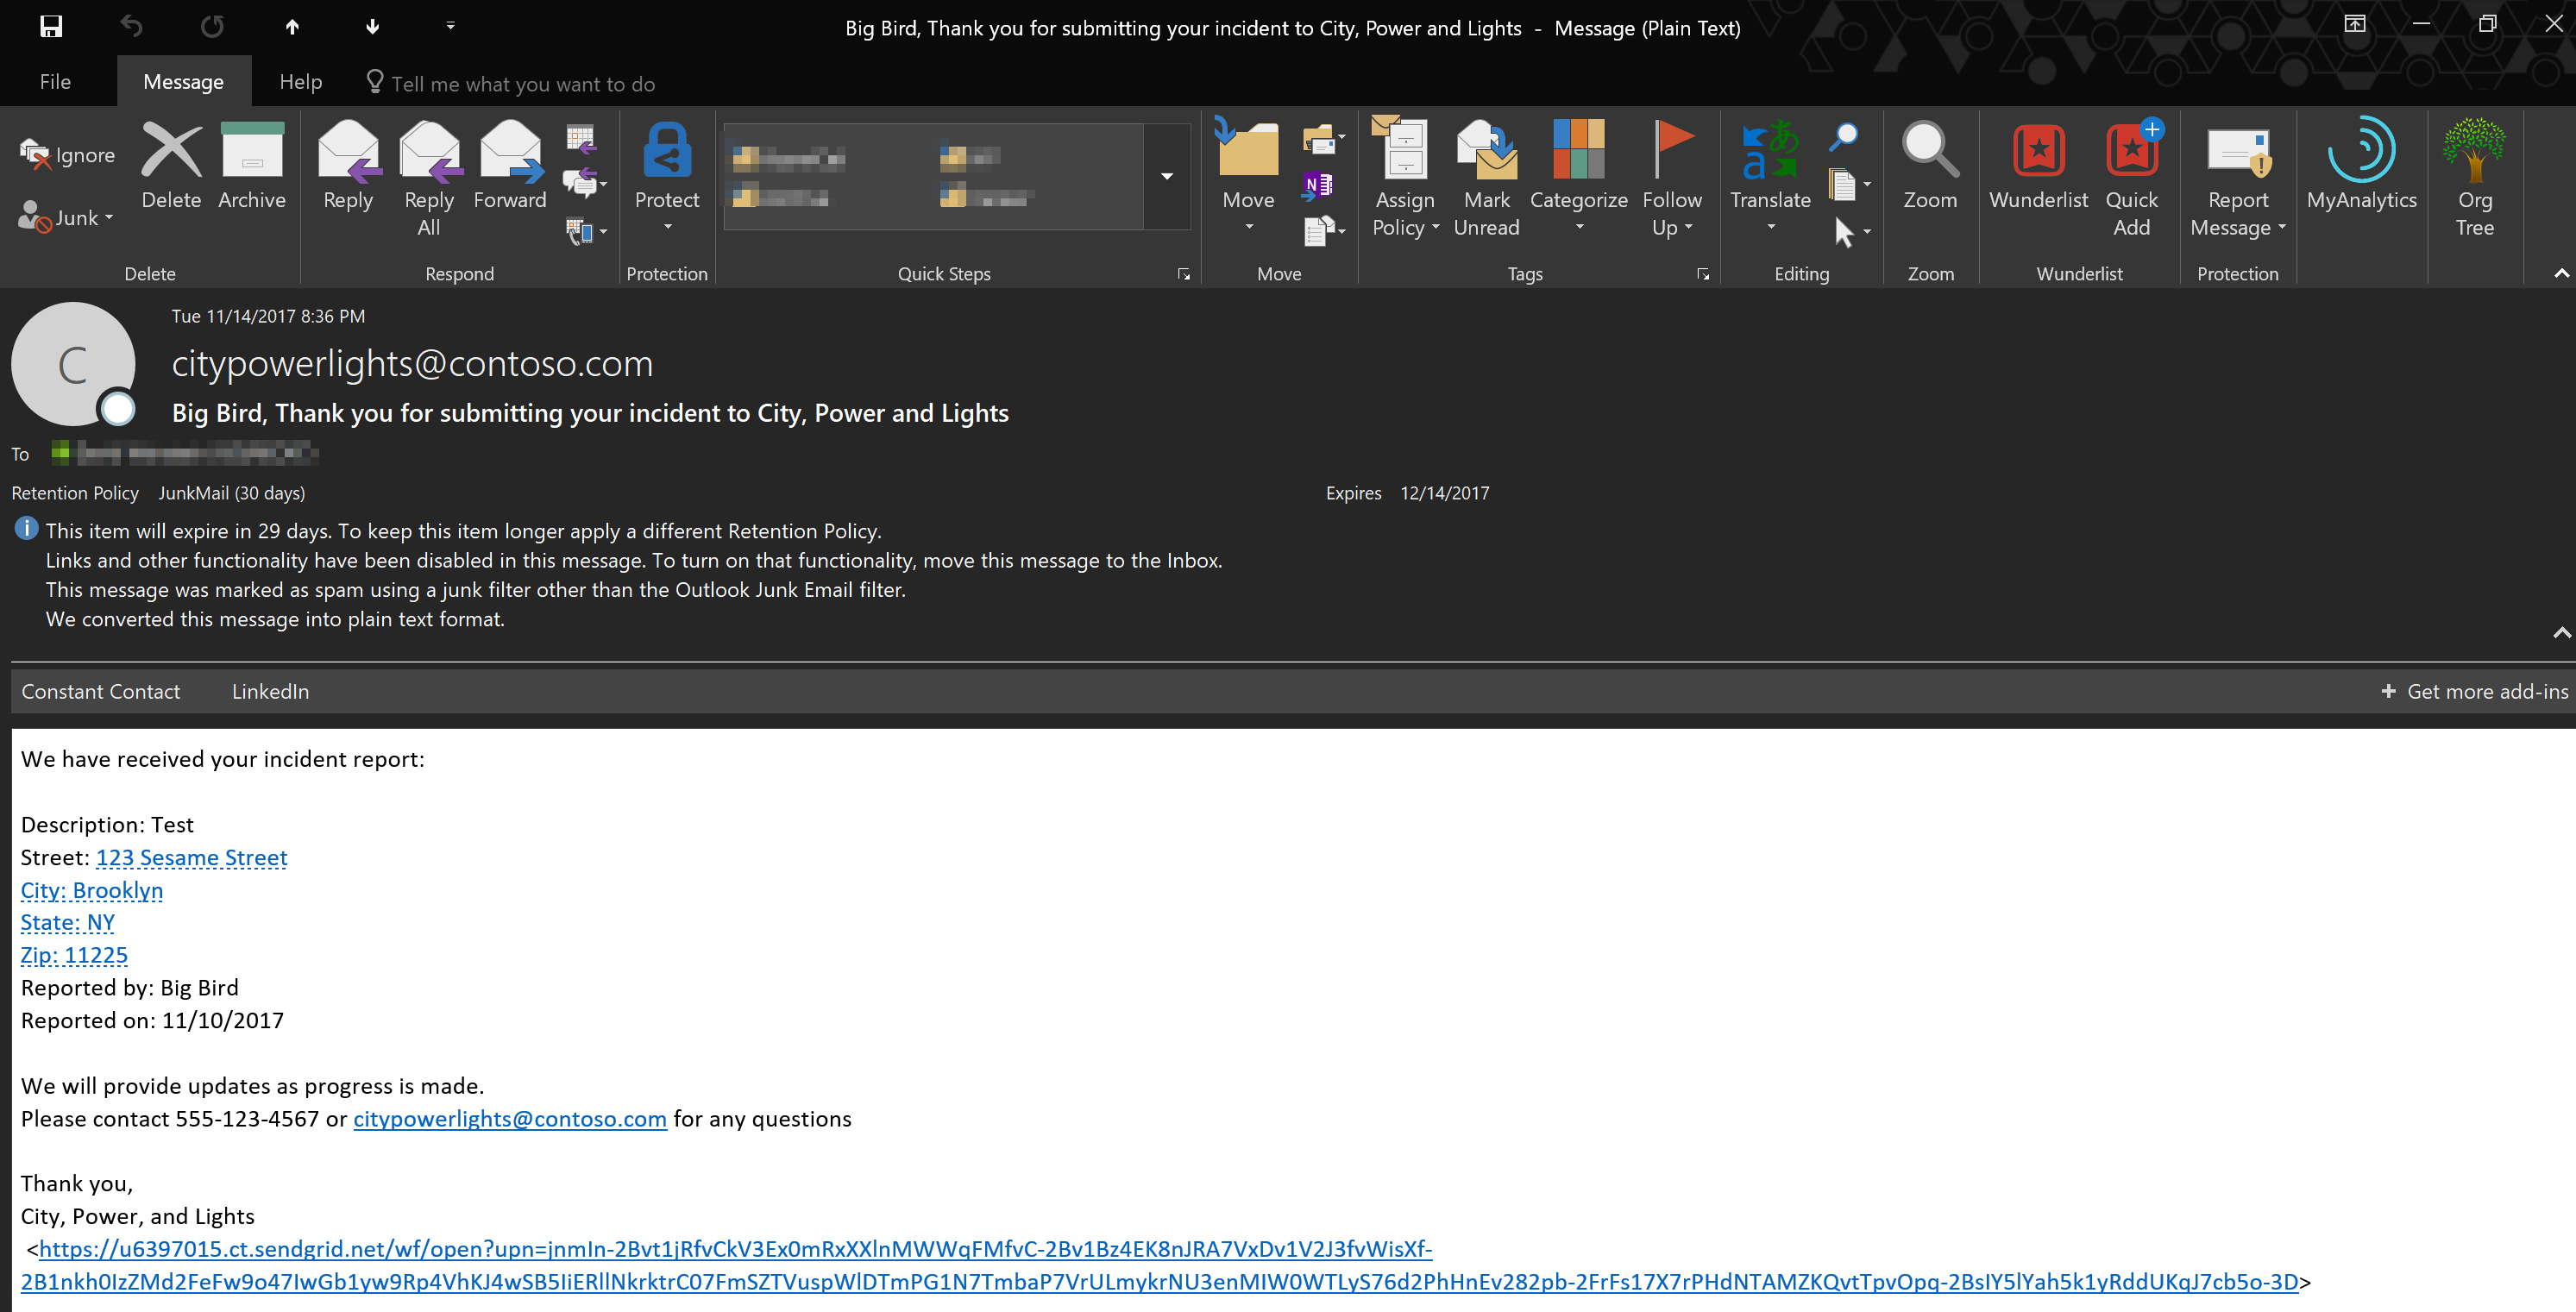 Big Bird, Thank you for submitting your incident to City, Power and Lights - Message (Plain Text)
File Message Help Tell me what you want to do
Ignore
Junk
Delete
Archive
Delete
Reply
Reply All
Forward
Respond
Protect
Protection
Quick Steps
Move
Move
Assign Policy
Mark Unread
Categorize
Follow Up
Tags
Translate
Editing
Zoom
Zoom
Wunderlist
Quick Add
Wunderlist
Report Message
Protection
MyAnalytics
Org Tree
C
Tue 11/14/2017 8:36 PM
citypowerlights@contoso.com
Big Bird, Thank you for submitting your incident to City, Power and Lights
To
Retention Policy JunkMail (30 days) Expires 12/14/2017
This item will expire in 29 days. To keep this item longer apply a different Retention Policy.
Links and other functionality have been disabled in this message. To turn on that functionality, move this message to the Inbox.
This message was marked as spam using a junk filter other than the Outlook Junk Email filter.
We converted this message into plain text format.
Constant Contact LinkedIn + Get more add-ins
We have received your incident report:
Description: Test
Street: 123 Sesame Street
City: Brooklyn
State: NY
Zip: 11225
Reported by: Big Bird
Reported on: 11/10/2017
We will provide updates as progress is made.
Please contact 555-123-4567 or citypowerlights@contoso.com for any questions
Thank you,
City, Power, and Lights
<https://u6397015.ct.sendgrid.net/wf/open?upn=jnmIn-2Bvt1jRfvCkV3Ex0mRxXXlnMWWqFMfvC-2Bv1Bz4EK8nJRA7VxDv1V2J3fvWisXf-
2B1nkh0IzZMd2FeFw9o47IwGb1yw9Rp4VhKJ4wSB5IiERllNkrktrC07FmSZTVuspWlDTmPG1N7TmbaP7VrULmykrNU3enMIW0WTLyS76d2PhHnEv282pb-2FrFs17X7rPHdNTAMZKQvtTpvOpq-2BsIY5lYah5k1yRddUKqJ7cb5o-3D>